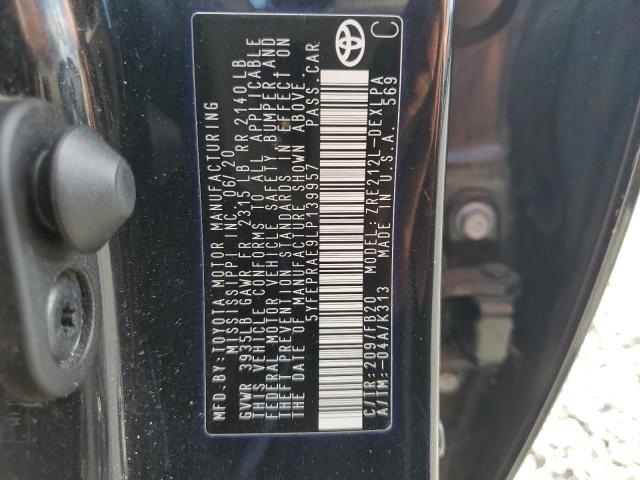 MFD.BY:TOYOTA MOTOR MANUFACTURING
MISSISSIPPI INC. 06/20
GVWR 3935LB GAWR FR 2315 LB RR 2140LB
THIS VEHICLE CONFORMS TO ALL APPLICABLE
FEDERAL MOTOR VEHICLE SAFETY, BUMPER AND
THEFT PREVENTION STANDARDS IN EFFECT ON
THE DATE OF MANUFACTURE SHOWN ABOVE.
5YFEPRAE9LP139957 PASS.CAR
C/TR:209/FB20 MODEL:ZRE212L-DEXLPA
A/TM:-04A/K313 MADE IN U.S.A. 569
C